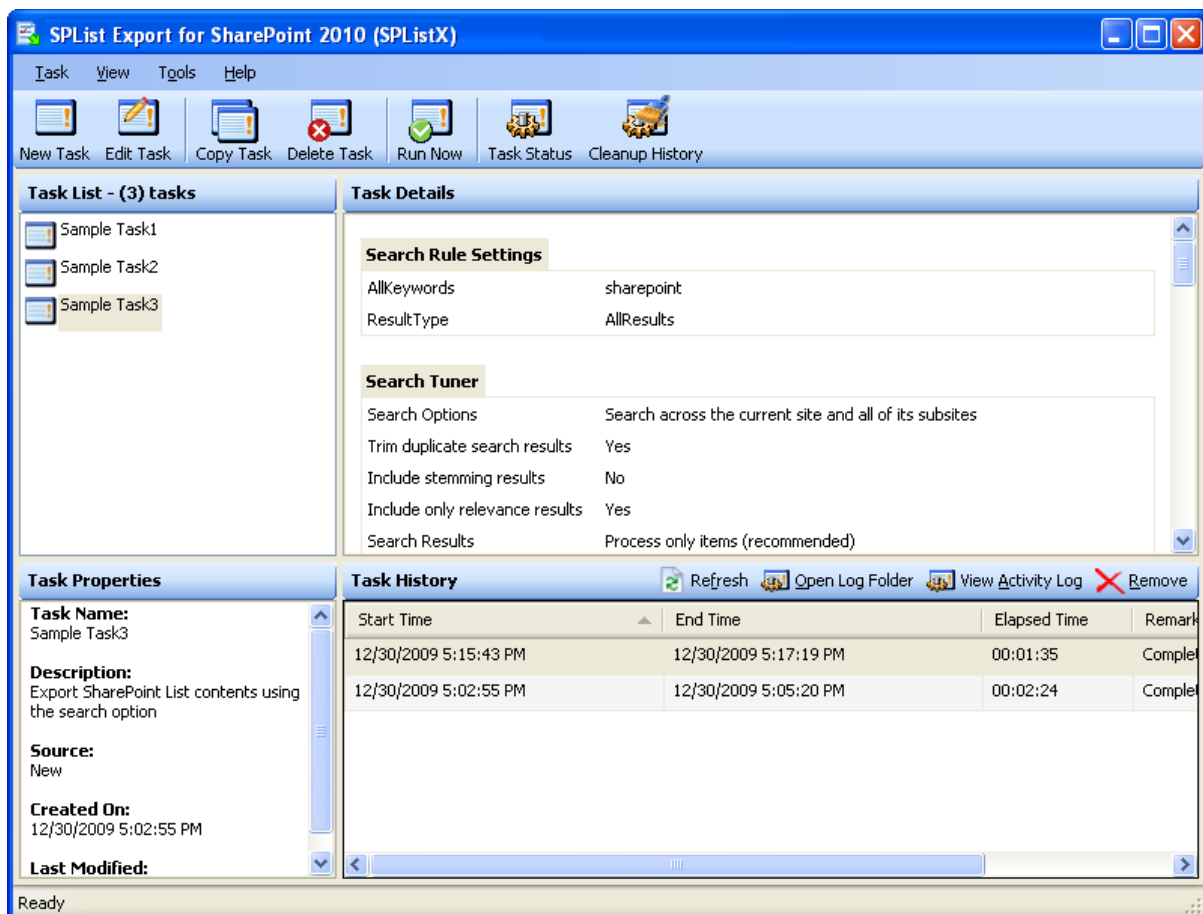 SPList Export for SharePoint 2010 (SPListX)
Task View Tools Help
New Task Edit Task Copy Task Delete Task Run Now Task Status Cleanup History
Task List - (3) tasks
Sample Task1
Sample Task2
Sample Task3
Task Details
Search Rule Settings
AllKeywords sharepoint
ResultType AllResults
Search Tuner
Search Options Search across the current site and all of its subsites
Trim duplicate search results Yes
Include stemming results No
Include only relevance results Yes
Search Results Process only items (recommended)
Task Properties
Task Name:
Sample Task3
Description:
Export SharePoint List contents using
the search option
Source:
New
Created On:
12/30/2009 5:02:55 PM
Last Modified:
Task History Refresh Open Log Folder View Activity Log Remove
Start Time End Time Elapsed Time Remark
12/30/2009 5:15:43 PM 12/30/2009 5:17:19 PM 00:01:35 Complet
12/30/2009 5:02:55 PM 12/30/2009 5:05:20 PM 00:02:24 Complet
Ready